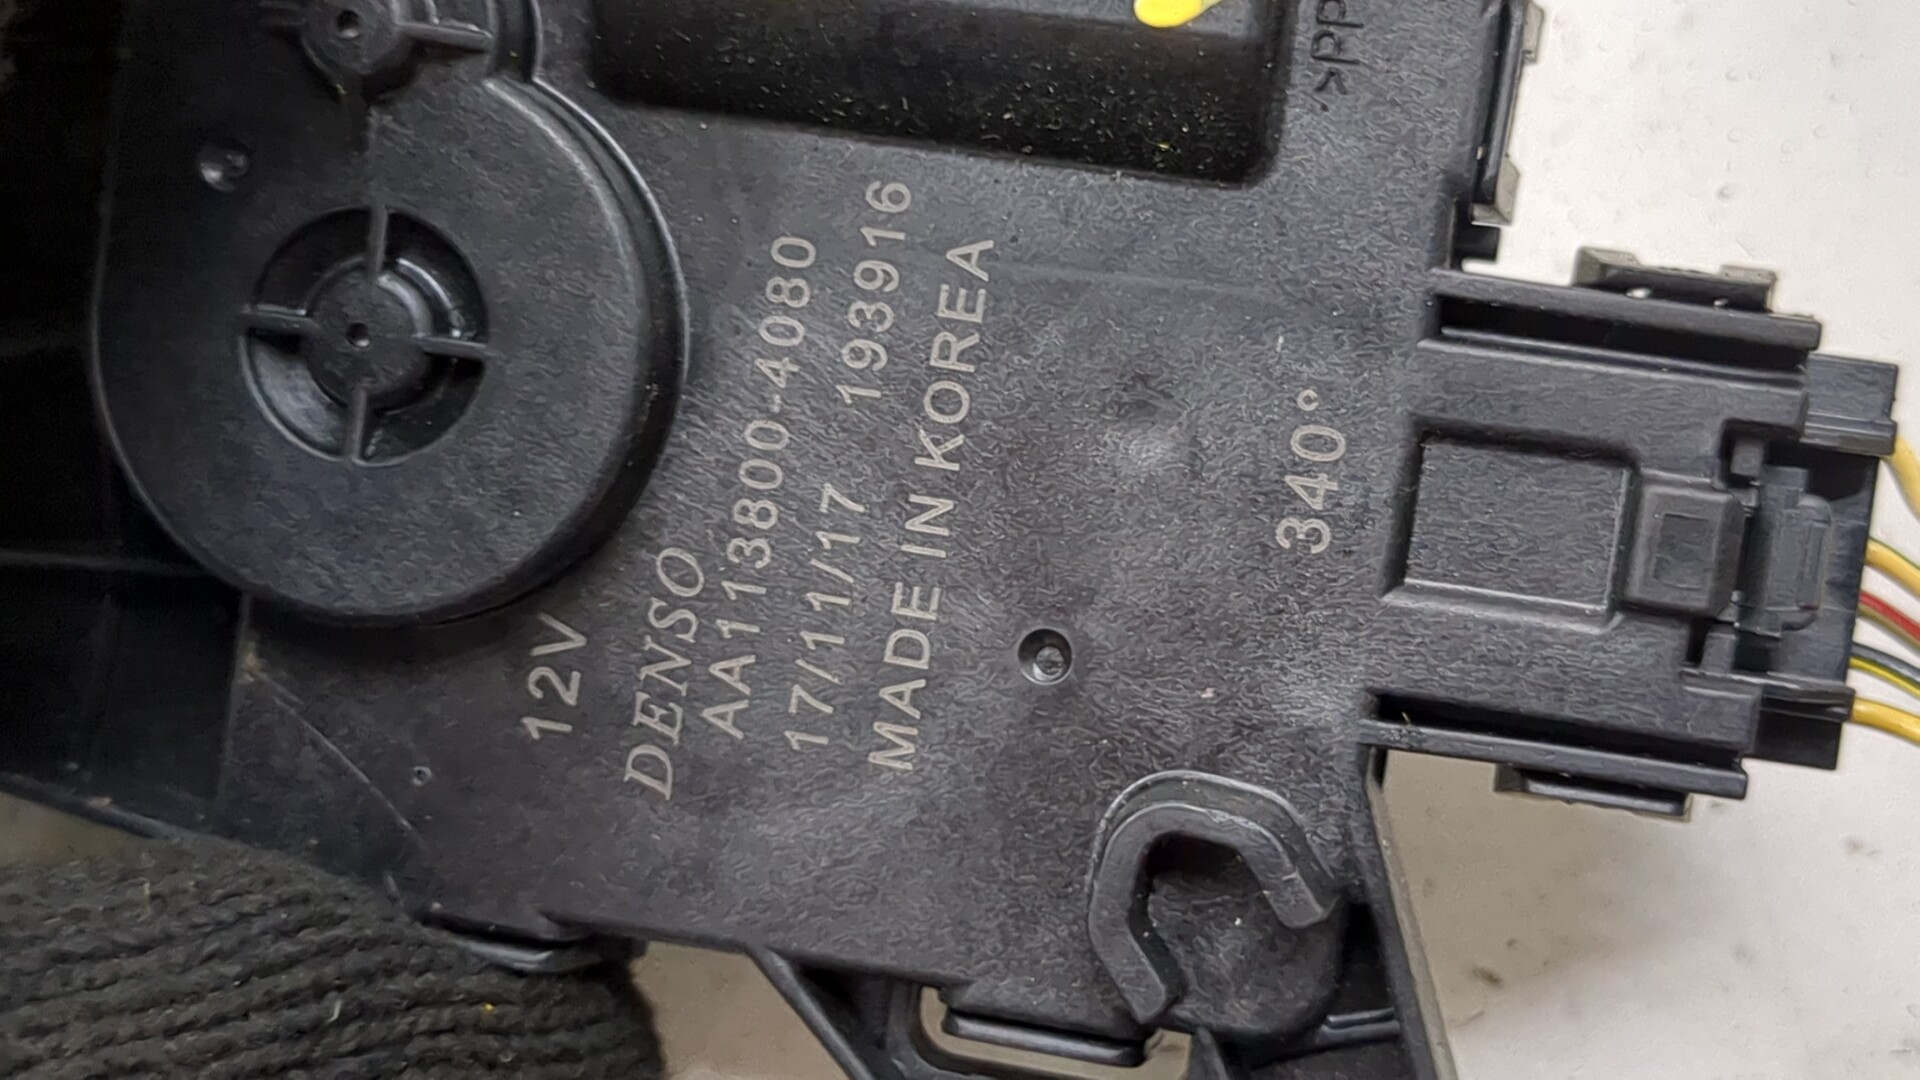 12V
DENSO
AA113800-4080
17/11/17 193916
MADE IN KOREA
340°
>PP